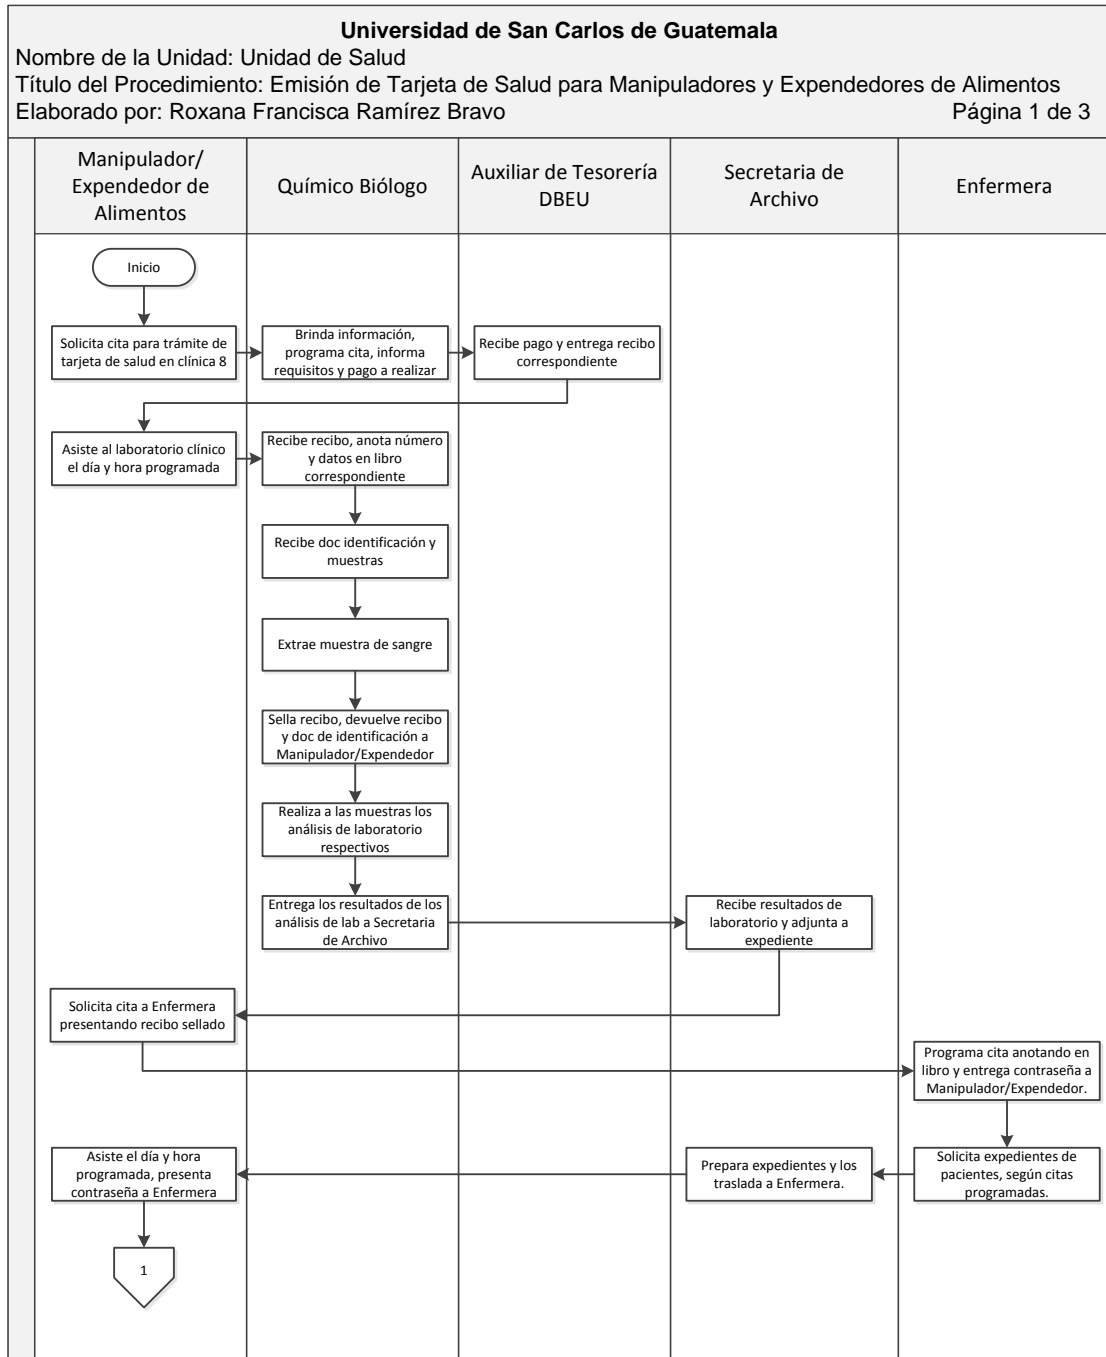 Universidad de San Carlos de Guatemala
Nombre de la Unidad: Unidad de Salud
Título del Procedimiento: Emisión de Tarjeta de Salud para Manipuladores y Expendedores de Alimentos
Elaborado por: Roxana Francisca Ramírez Bravo
Página 1 de 3
Manipulador/
Expendedor de
Alimentos
Químico Biólogo
Auxiliar de Tesorería
DBEU
Secretaria de
Archivo
Enfermera
Inicio
Solicita cita para trámite de
tarjeta de salud en clínica 8
Brinda información,
programa cita, informa
requisitos y pago a realizar
Recibe pago y entrega recibo
correspondiente
Asiste al laboratorio clínico
el día y hora programada
Recibe recibo, anota número
y datos en libro
correspondiente
Recibe doc identificación y
muestras
Extrae muestra de sangre
Sella recibo, devuelve recibo
y doc de identificación a
Manipulador/Expendedor
Realiza a las muestras los
análisis de laboratorio
respectivos
Entrega los resultados de los
análisis de lab a Secretaria
de Archivo
Recibe resultados de
laboratorio y adjunta a
expediente
Solicita cita a Enfermera
presentando recibo sellado
Programa cita anotando en
libro y entrega contraseña a
Manipulador/Expendedor.
Solicita expedientes de
pacientes, según citas
programadas.
Prepara expedientes y los
traslada a Enfermera.
Asiste el día y hora
programada, presenta
contraseña a Enfermera
1